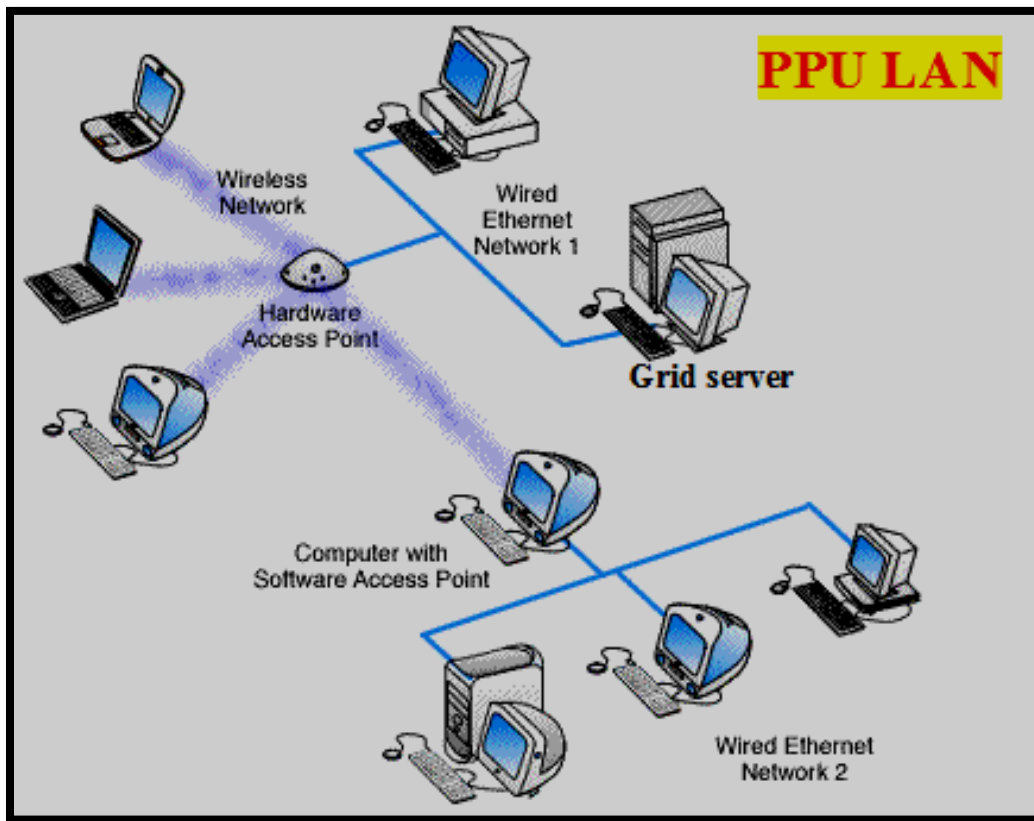 PPU LAN
Wireless
Network
Wired
Ethernet
Network 1
Hardware
Access Point
Grid server
Computer with
Software Access Point
Wired Ethernet
Network 2